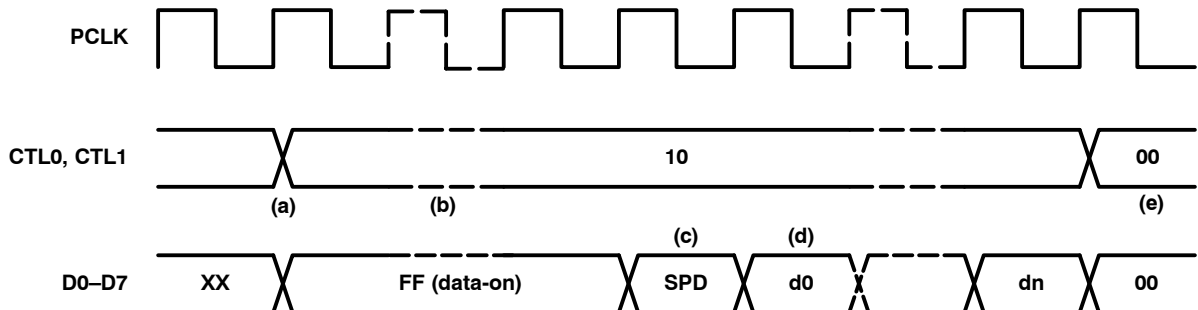 PCLK
CTL0, CTL1 10 00
(a) (b) (e)
(c) (d)
D0–D7 XX FF (data-on) SPD d0 dn 00